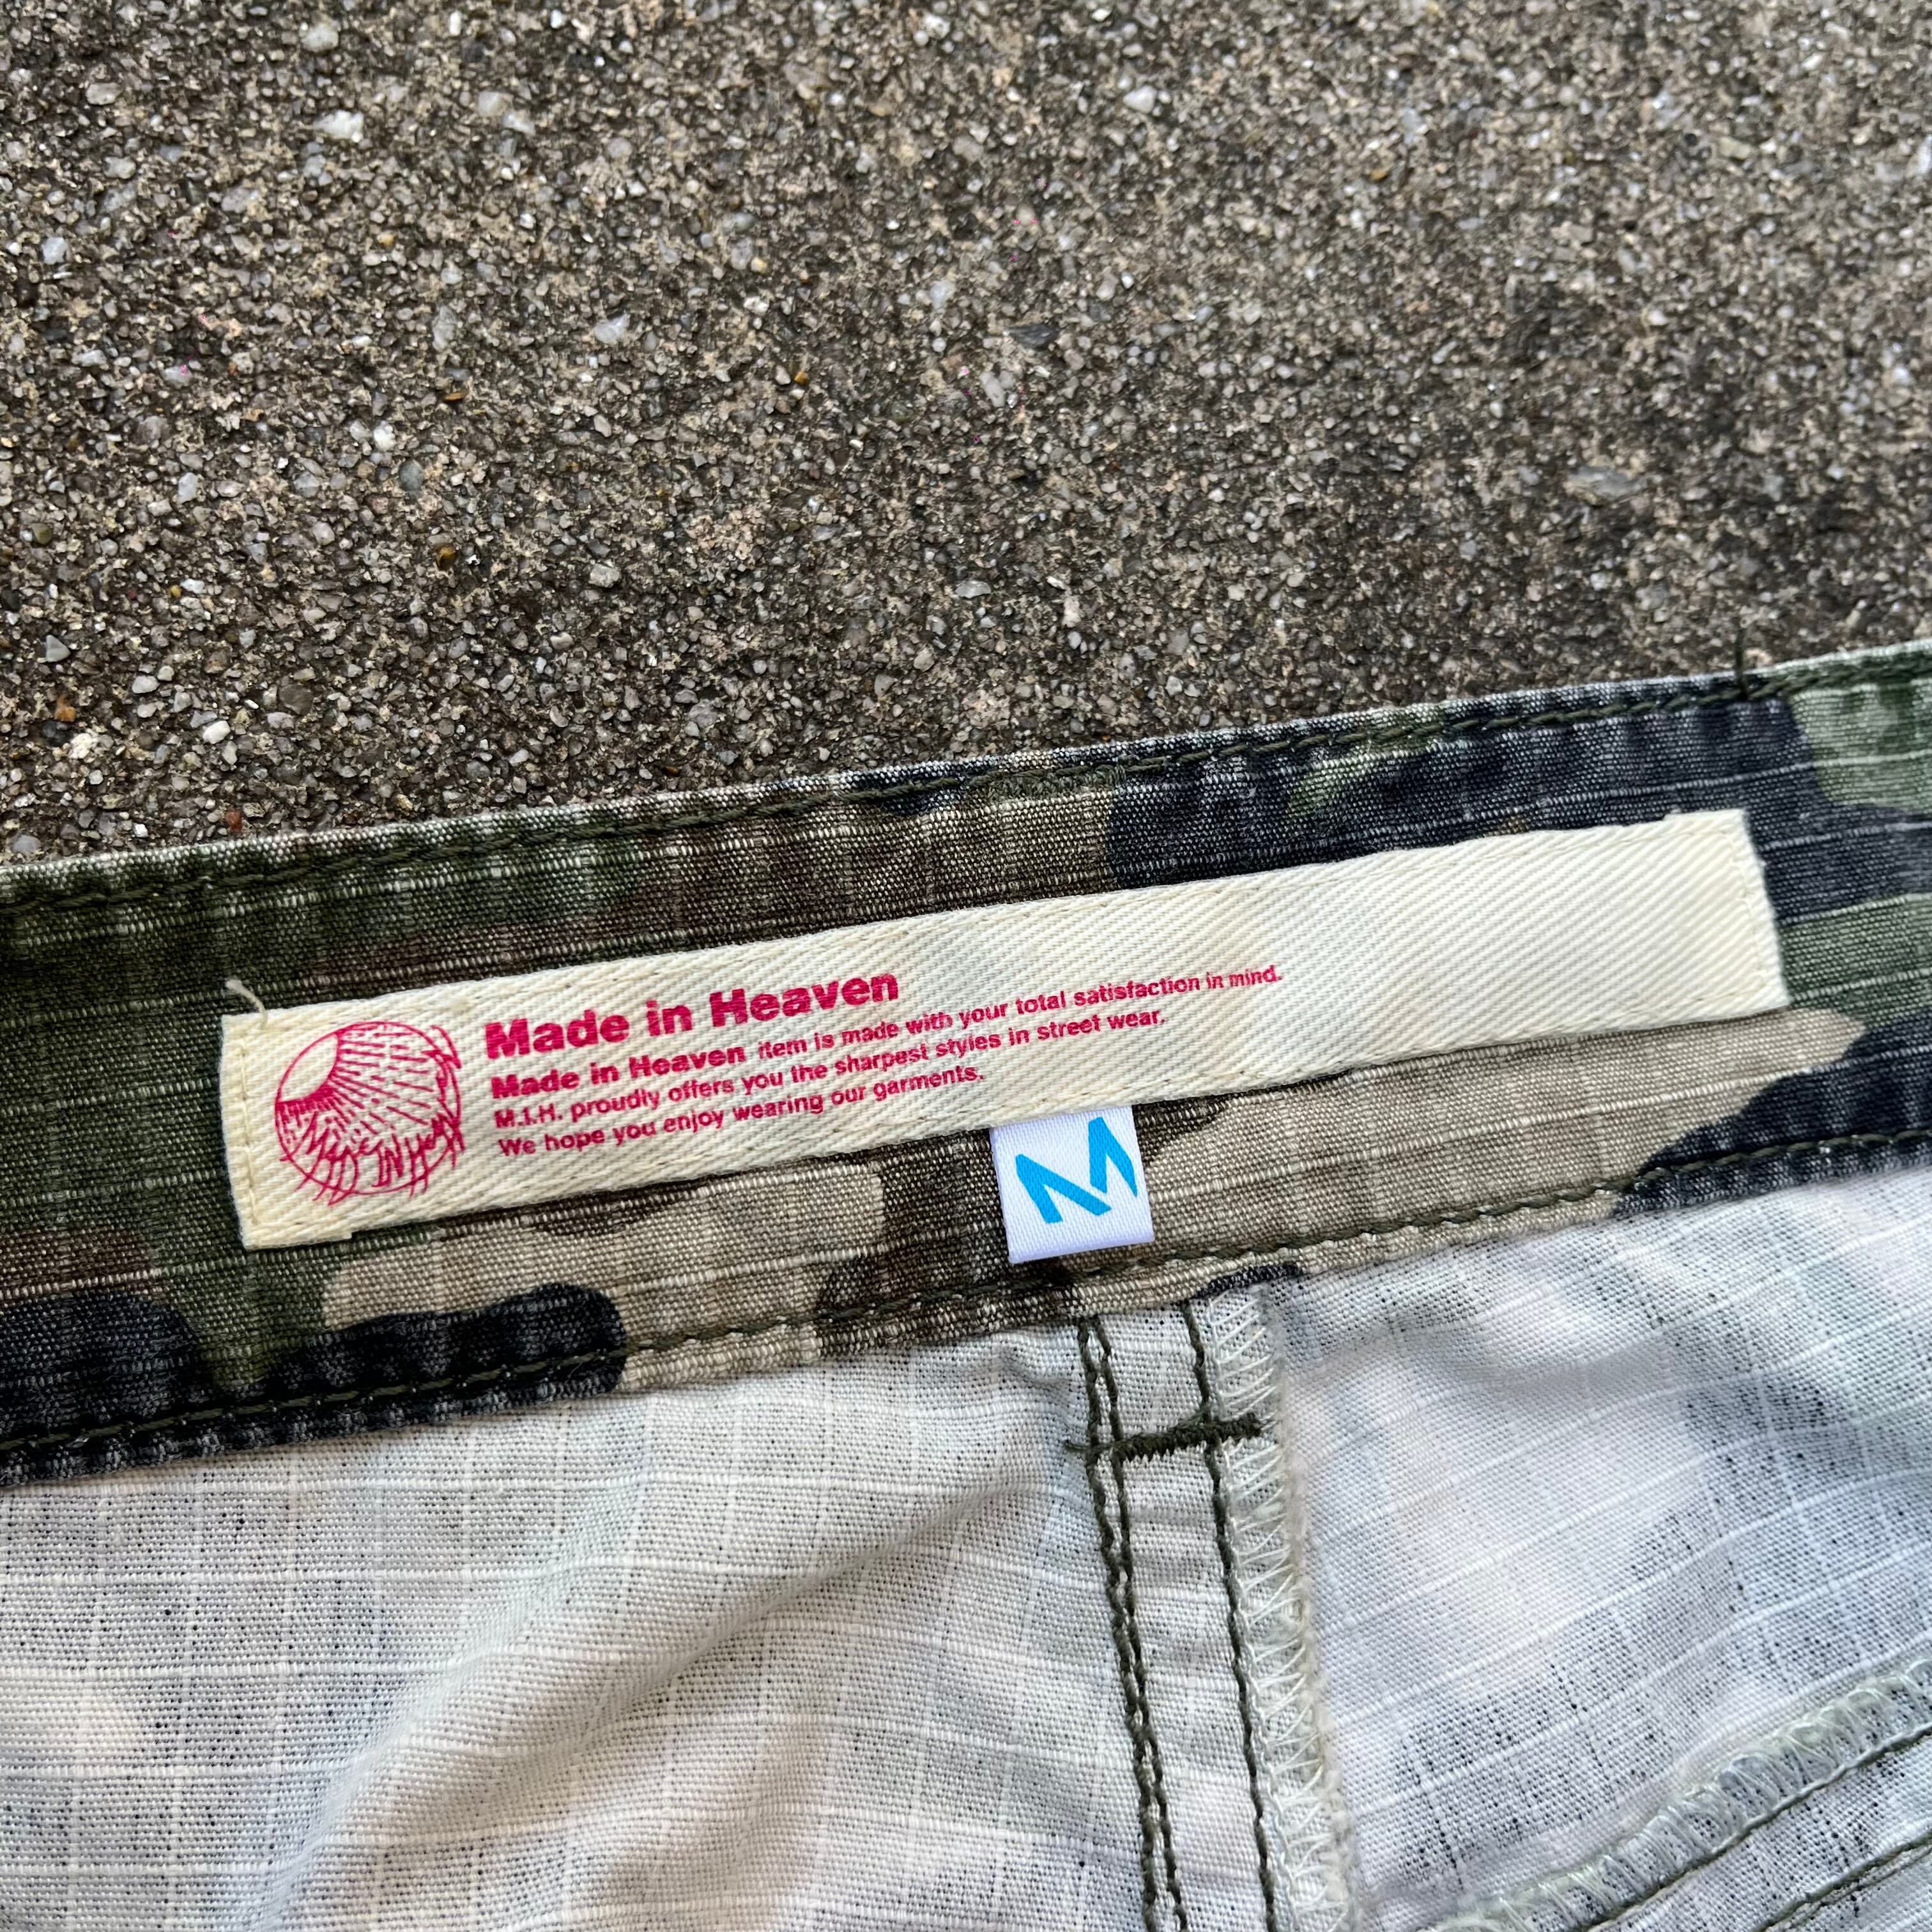 Made in Heaven
Made in Heaven item is made with your total satisfaction in mind.
M.I.H. proudly offers you the sharpest styles in street wear.
We hope you enjoy wearing our garments.
M